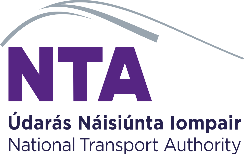 NTA
Údarás Náisiúnta Iompair
National Transport Authority